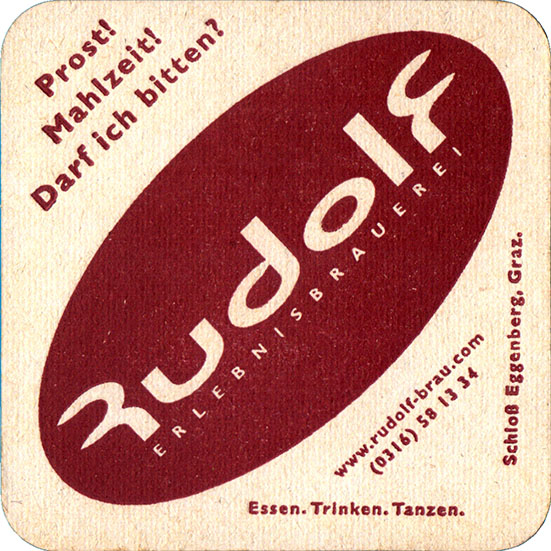 Prost!
Mahlzeit!
Darf ich bitten?
Rudolf
ERLEBNISBRAUEREI
www.rudolf-brau.com
(0316) 58 13 34
Schloß Eggenberg, Graz.
Essen. Trinken. Tanzen.